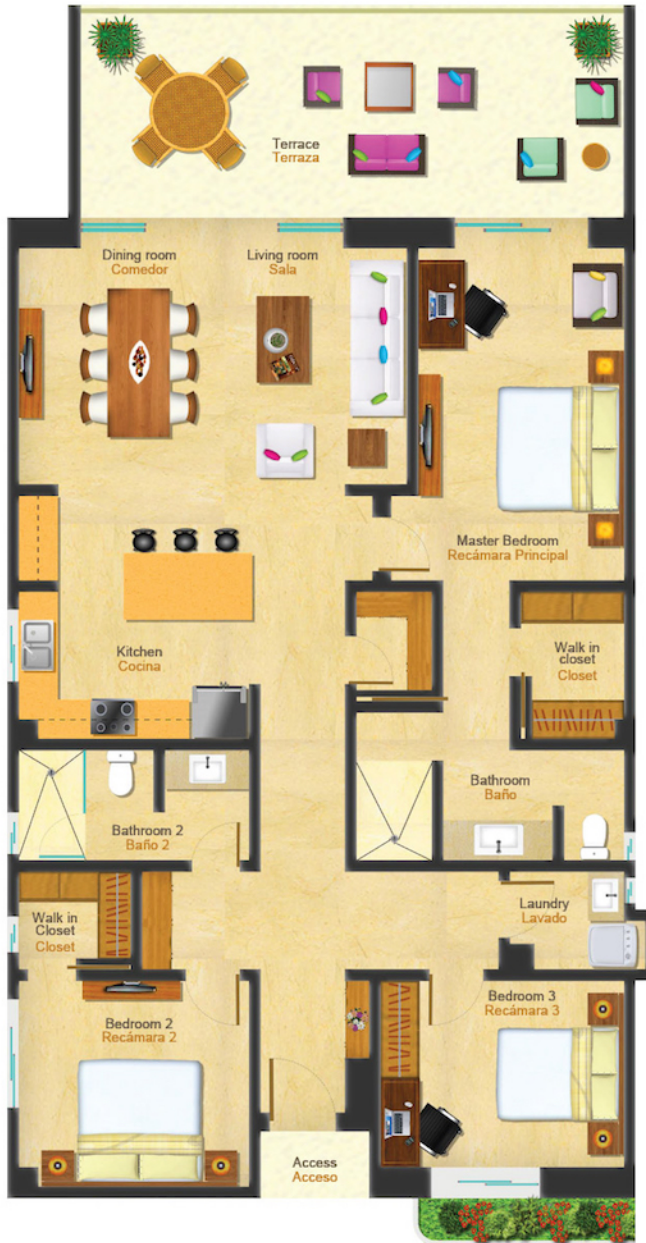 Terrace
Terraza
Dining room
Comedor
Living room
Sala
Master Bedroom
Recámara Principal
Kitchen
Cocina
Walk in
closet
Closet
Bathroom
Baño
Bathroom 2
Baño 2
Laundry
Lavado
Walk in
Closet
Closet
Bedroom 2
Recámara 2
Bedroom 3
Recámara 3
Access
Acceso